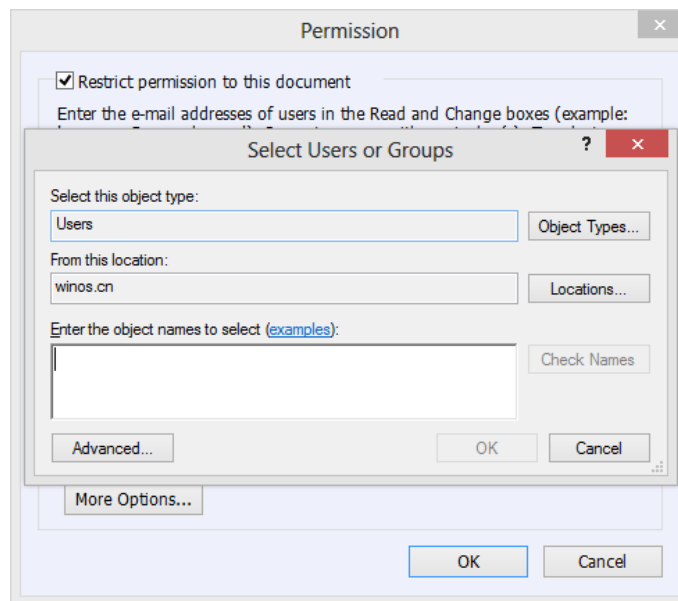 Permission
Restrict permission to this document
Enter the e-mail addresses of users in the Read and Change boxes (example:
Select Users or Groups
Select this object type:
Users
Object Types...
From this location:
winos.cn
Locations...
Enter the object names to select (examples):
Check Names
Advanced...
OK
Cancel
More Options...
OK
Cancel